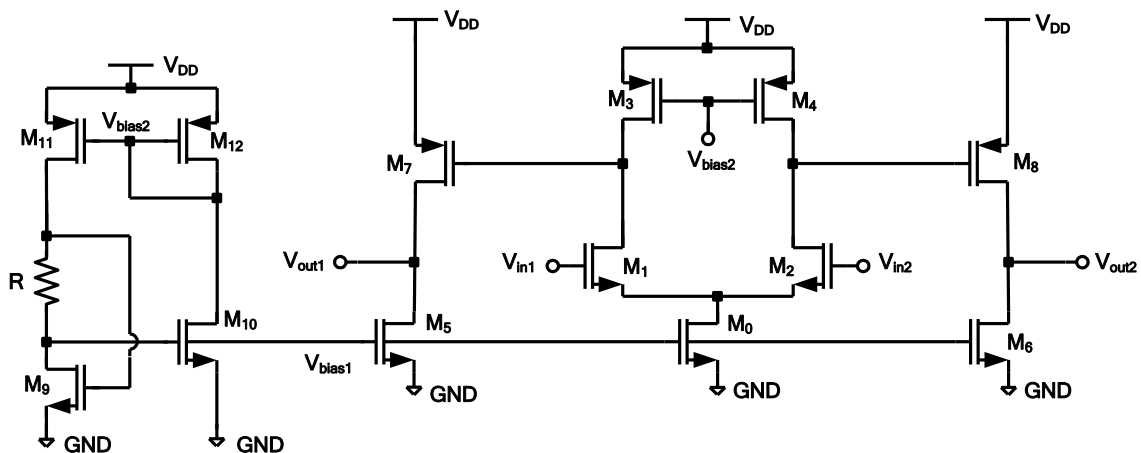 V_DD
V_DD
V_DD
V_DD
M_11
V_bias2
M_12
M_3
M_4
M_7
V_bias2
M_8
R
V_out1
V_in1
M_1
M_2
V_in2
V_out2
M_10
M_5
M_0
M_6
V_bias1
M_9
GND
GND
GND
GND
GND